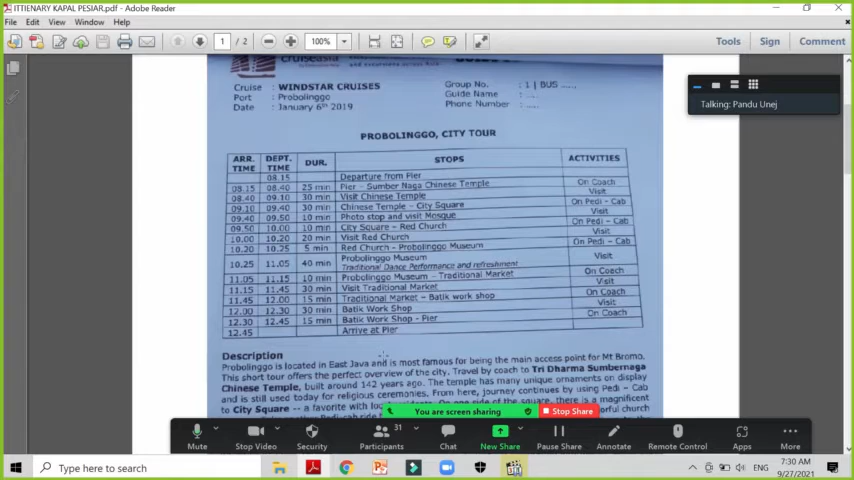 ITTIENARY KAPAL PESIAR.pdf - Adobe Reader
File Edit View Window Help
1 / 2 100% Tools Sign Comment
Cruise : WINDSTAR CRUISES Group No. : 1 | BUS .....
Port : Probolinggo Guide Name : ....
Date : January 6th 2019 Phone Number : ....
Talking: Pandu Unej
PROBOLINGGO, CITY TOUR
ARR. TIME DEPT. TIME DUR. STOPS ACTIVITIES
08.15 Departure from Pier
08.15 08.40 25 min Pier - Sumber Naga Chinese Temple On Coach
08.40 09.10 30 min Visit Chinese Temple Visit
09.10 09.40 30 min Chinese Temple - City Square On Pedi - Cab
09.40 09.50 10 min Photo stop and visit Mosque Visit
09.50 10.00 10 min City Square - Red Church On Pedi - Cab
10.00 10.20 20 min Visit Red Church Visit
10.20 10.25 5 min Red Church - Probolinggo Museum On Pedi - Cab
10.25 11.05 40 min Probolinggo Museum Visit
Traditional Dance Performance and refreshment
11.05 11.15 10 min Probolinggo Museum - Traditional Market On Coach
11.15 11.45 30 min Visit Traditional Market Visit
11.45 12.00 15 min Traditional Market - Batik work shop On Coach
12.00 12.30 30 min Batik Work Shop Visit
12.30 12.45 15 min Batik Work Shop - Pier On Coach
12.45 Arrive at Pier
Description
Probolinggo is located in East Java and is most famous for being the main access point for Mt Bromo.
This short tour offers the perfect overview of the city. Travel by coach to Tri Dharma Sumbernaga
Chinese Temple, built around 142 years ago. The temple has many unique ornaments on display
and is still used today for religious ceremonies. From here, journey continues by using Pedi - Cab
to City Square -- a favorite with On one side of the square, there is a magnificent
church
You are screen sharing Stop Share
31
Mute Stop Video Security Participants Chat New Share Pause Share Annotate Remote Control Apps More
Type here to search
ENG 7:30 AM
9/27/2021